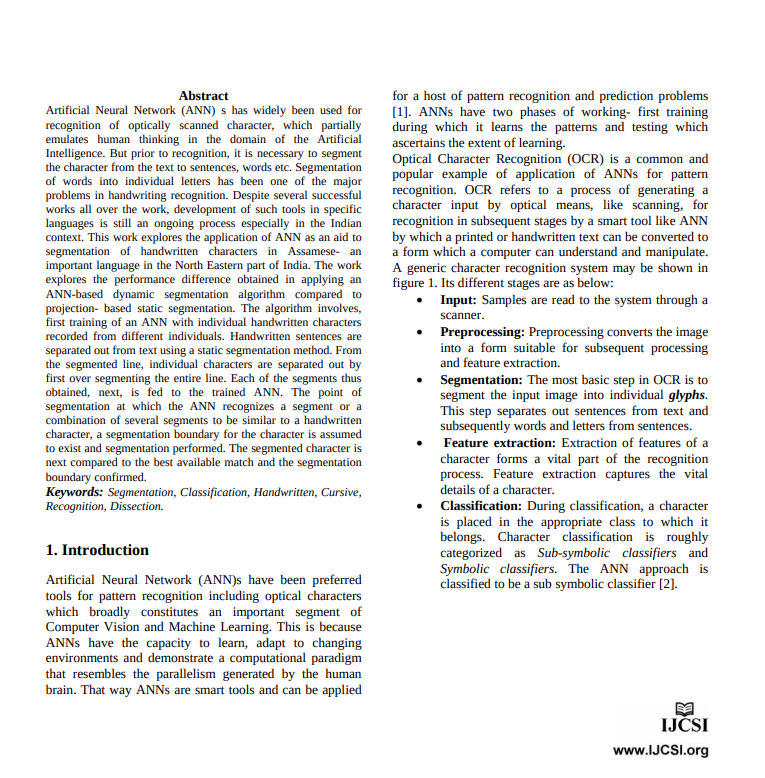 Abstract
Artificial Neural Network (ANN) s has widely been used for
recognition of optically scanned character, which partially
emulates human thinking in the domain of the Artificial
Intelligence. But prior to recognition, it is necessary to segment
the character from the text to sentences, words etc. Segmentation
of words into individual letters has been one of the major
problems in handwriting recognition. Despite several successful
works all over the work, development of such tools in specific
languages is still an ongoing process especially in the Indian
context. This work explores the application of ANN as an aid to
segmentation of handwritten characters in Assamese- an
important language in the North Eastern part of India. The work
explores the performance difference obtained in applying an
ANN-based dynamic segmentation algorithm compared to
projection- based static segmentation. The algorithm involves,
first training of an ANN with individual handwritten characters
recorded from different individuals. Handwritten sentences are
separated out from text using a static segmentation method. From
the segmented line, individual characters are separated out by
first over segmenting the entire line. Each of the segments thus
obtained, next, is fed to the trained ANN. The point of
segmentation at which the ANN recognizes a segment or a
combination of several segments to be similar to a handwritten
character, a segmentation boundary for the character is assumed
to exist and segmentation performed. The segmented character is
next compared to the best available match and the segmentation
boundary confirmed.
Keywords: Segmentation, Classification, Handwritten, Cursive,
Recognition, Dissection.
1. Introduction
Artificial Neural Network (ANN)s have been preferred
tools for pattern recognition including optical characters
which broadly constitutes an important segment of
Computer Vision and Machine Learning. This is because
ANNs have the capacity to learn, adapt to changing
environments and demonstrate a computational paradigm
that resembles the parallelism generated by the human
brain. That way ANNs are smart tools and can be applied
for a host of pattern recognition and prediction problems
[1]. ANNs have two phases of working- first training
during which it learns the patterns and testing which
ascertains the extent of learning.
Optical Character Recognition (OCR) is a common and
popular example of application of ANNs for pattern
recognition. OCR refers to a process of generating a
character input by optical means, like scanning, for
recognition in subsequent stages by a smart tool like ANN
by which a printed or handwritten text can be converted to
a form which a computer can understand and manipulate.
A generic character recognition system may be shown in
figure 1. Its different stages are as below:
• Input: Samples are read to the system through a
scanner.
• Preprocessing: Preprocessing converts the image
into a form suitable for subsequent processing
and feature extraction.
• Segmentation: The most basic step in OCR is to
segment the input image into individual glyphs.
This step separates out sentences from text and
subsequently words and letters from sentences.
• Feature extraction: Extraction of features of a
character forms a vital part of the recognition
process. Feature extraction captures the vital
details of a character.
• Classification: During classification, a character
is placed in the appropriate class to which it
belongs. Character classification is roughly
categorized as Sub-symbolic classifiers and
Symbolic classifiers. The ANN approach is
classified to be a sub symbolic classifier [2].
IJCSI
www.IJCSI.org